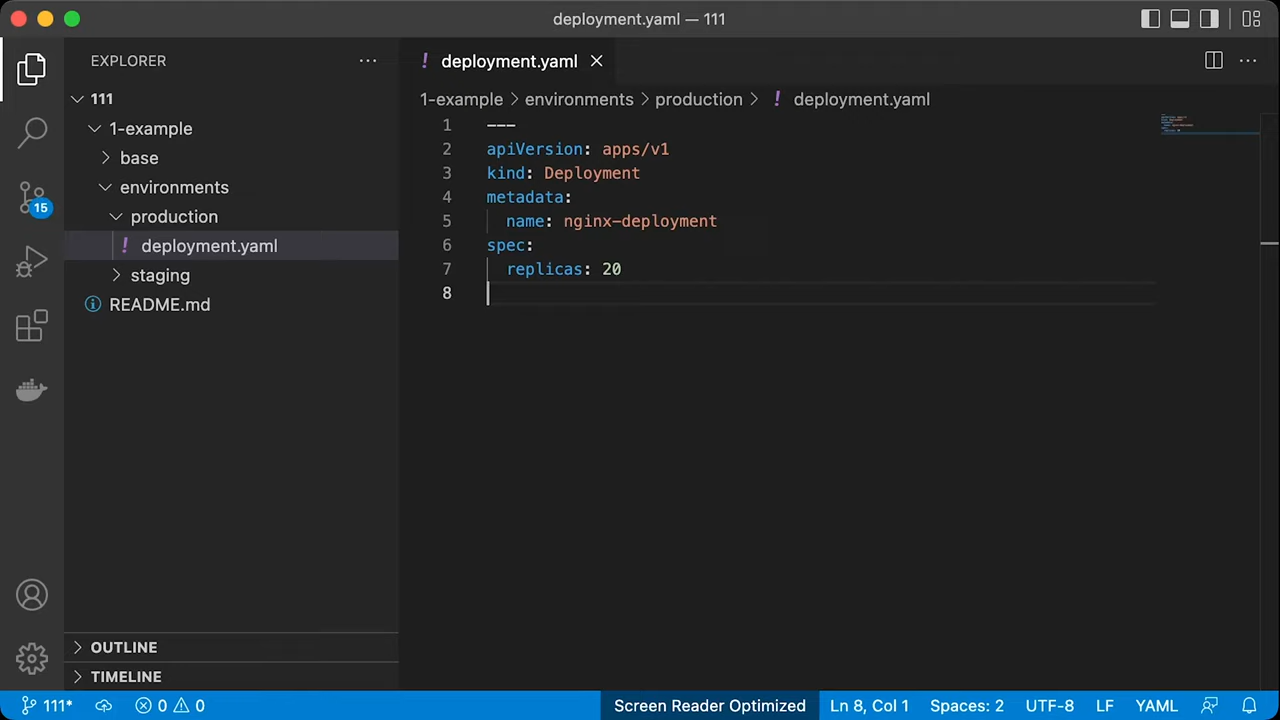 deployment.yaml — 111
EXPLORER
111
1-example
base
environments
production
! deployment.yaml
staging
README.md
OUTLINE
TIMELINE
15
! deployment.yaml
1-example > environments > production > ! deployment.yaml
1 ---
2 apiVersion: apps/v1
3 kind: Deployment
4 metadata:
5   name: nginx-deployment
6 spec:
7   replicas: 20
8
111* 0 0 Screen Reader Optimized Ln 8, Col 1 Spaces: 2 UTF-8 LF YAML